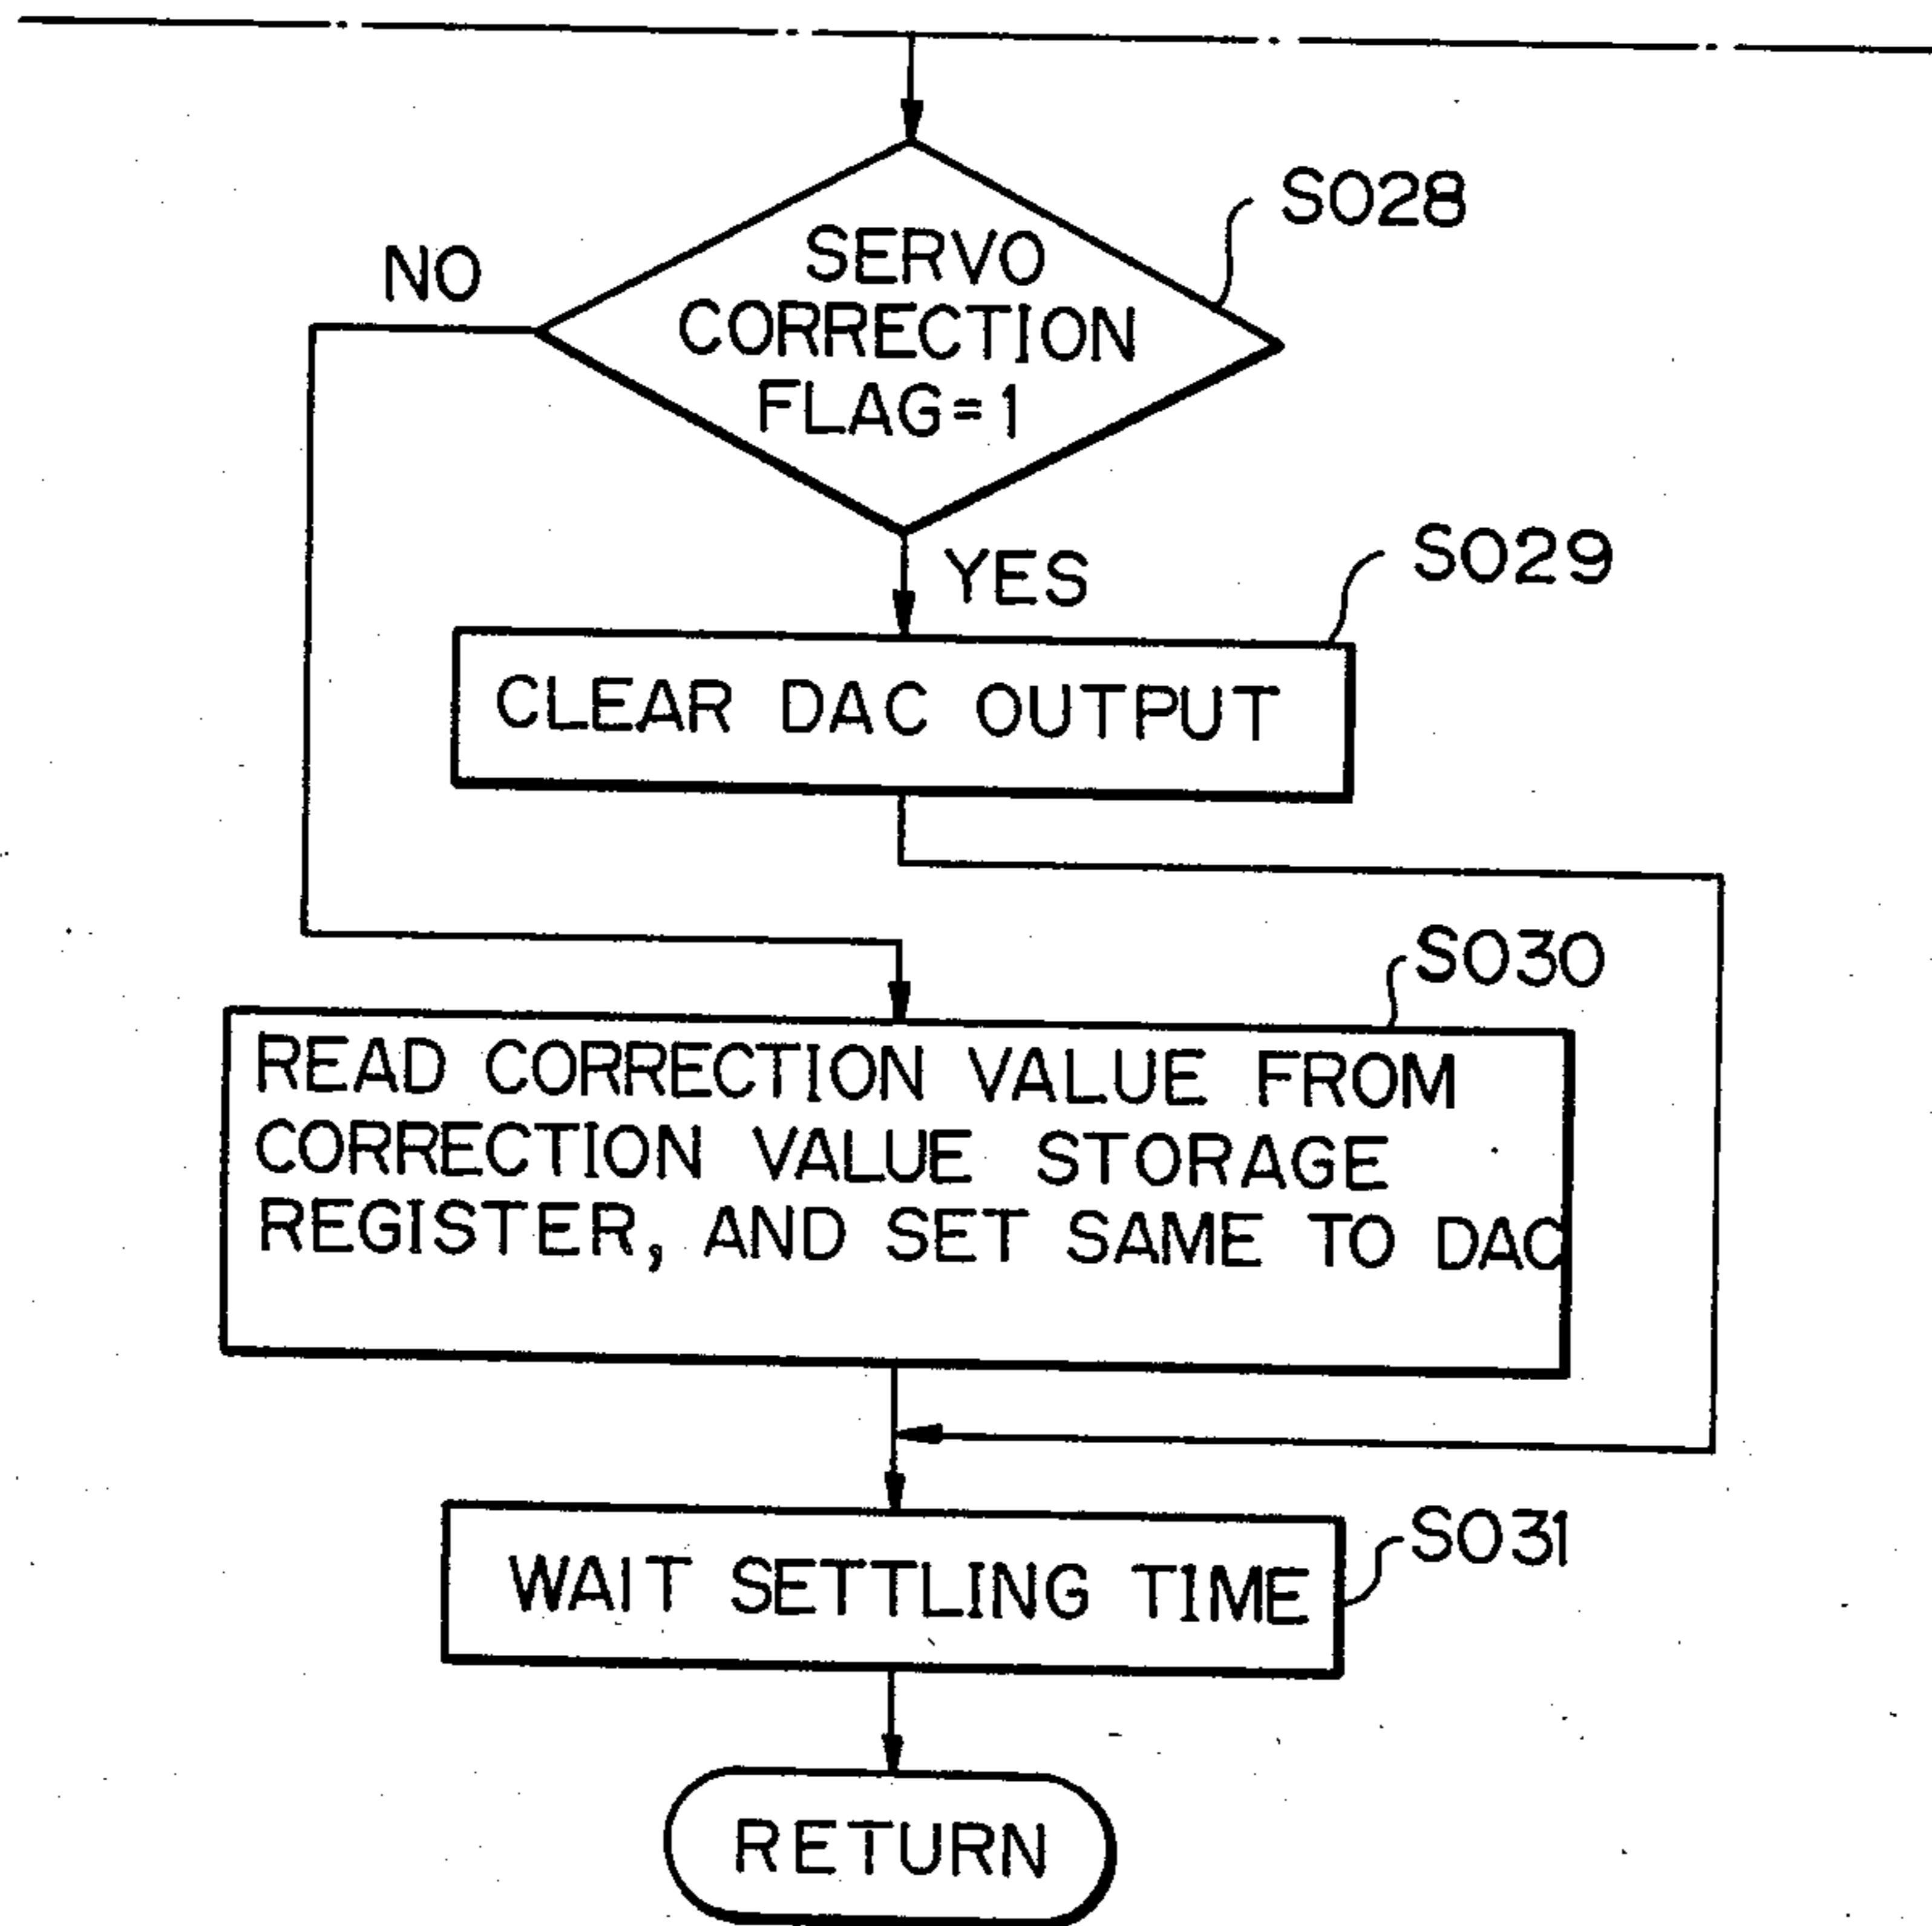 S028
NO
SERVO
CORRECTION
FLAG=1
YES
S029
CLEAR DAC OUTPUT
S030
READ CORRECTION VALUE FROM
CORRECTION VALUE STORAGE
REGISTER, AND SET SAME TO DAC
WAIT SETTLING TIME
S031
RETURN